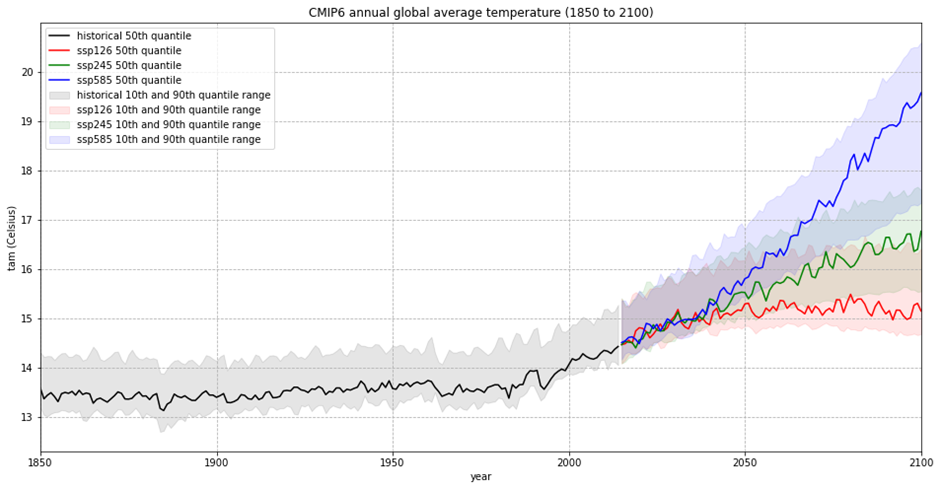 CMIP6 annual global average temperature (1850 to 2100)
historical 50th quantile
ssp126 50th quantile
ssp245 50th quantile
ssp585 50th quantile
historical 10th and 90th quantile range
ssp126 10th and 90th quantile range
ssp245 10th and 90th quantile range
ssp585 10th and 90th quantile range
tam (Celsius)
20
19
18
17
16
15
14
13
1850
1900
1950
2000
2050
2100
year